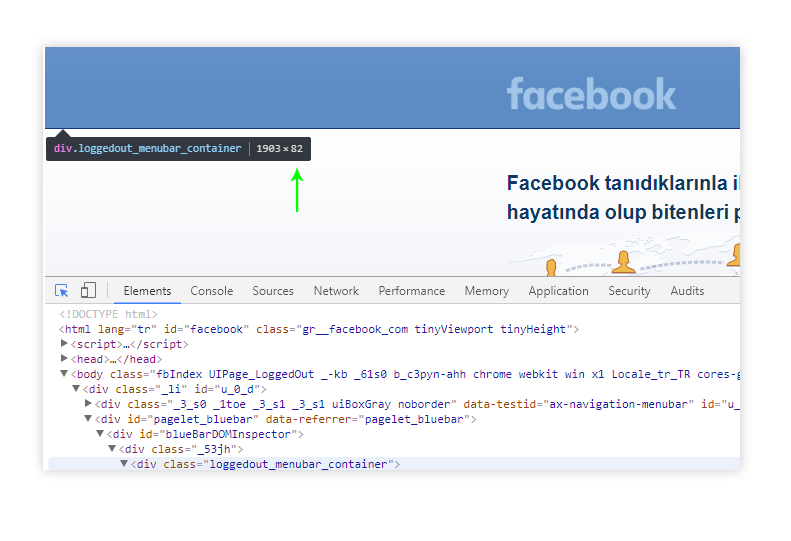 facebook
div.loggedout_menubar_container | 1903 × 82
Facebook tanıdıklarınla
hayatında olup bitenleri
Elements Console Sources Network Performance Memory Application Security Audits
<!DOCTYPE html>
<html lang="tr" id="facebook" class="gr__facebook_com tinyViewport tinyHeight">
▶<script>…</script>
▶<head>…</head>
▼<body class="fbIndex UIPage_LoggedOut _-kb _61s0 b_c3pyn-ahh chrome webkit win x1 Locale_tr_TR cores-g
▼<div class="_li" id="u_0_d">
▶<div class="_3_s0 _1toe _3_s1 _3_s1 uiBoxGray noborder" data-testid="ax-navigation-menubar" id="u_
▼<div id="pagelet_bluebar" data-referrer="pagelet_bluebar">
▼<div id="blueBarDOMInspector">
▼<div class="_53jh">
▼<div class="loggedout_menubar_container">